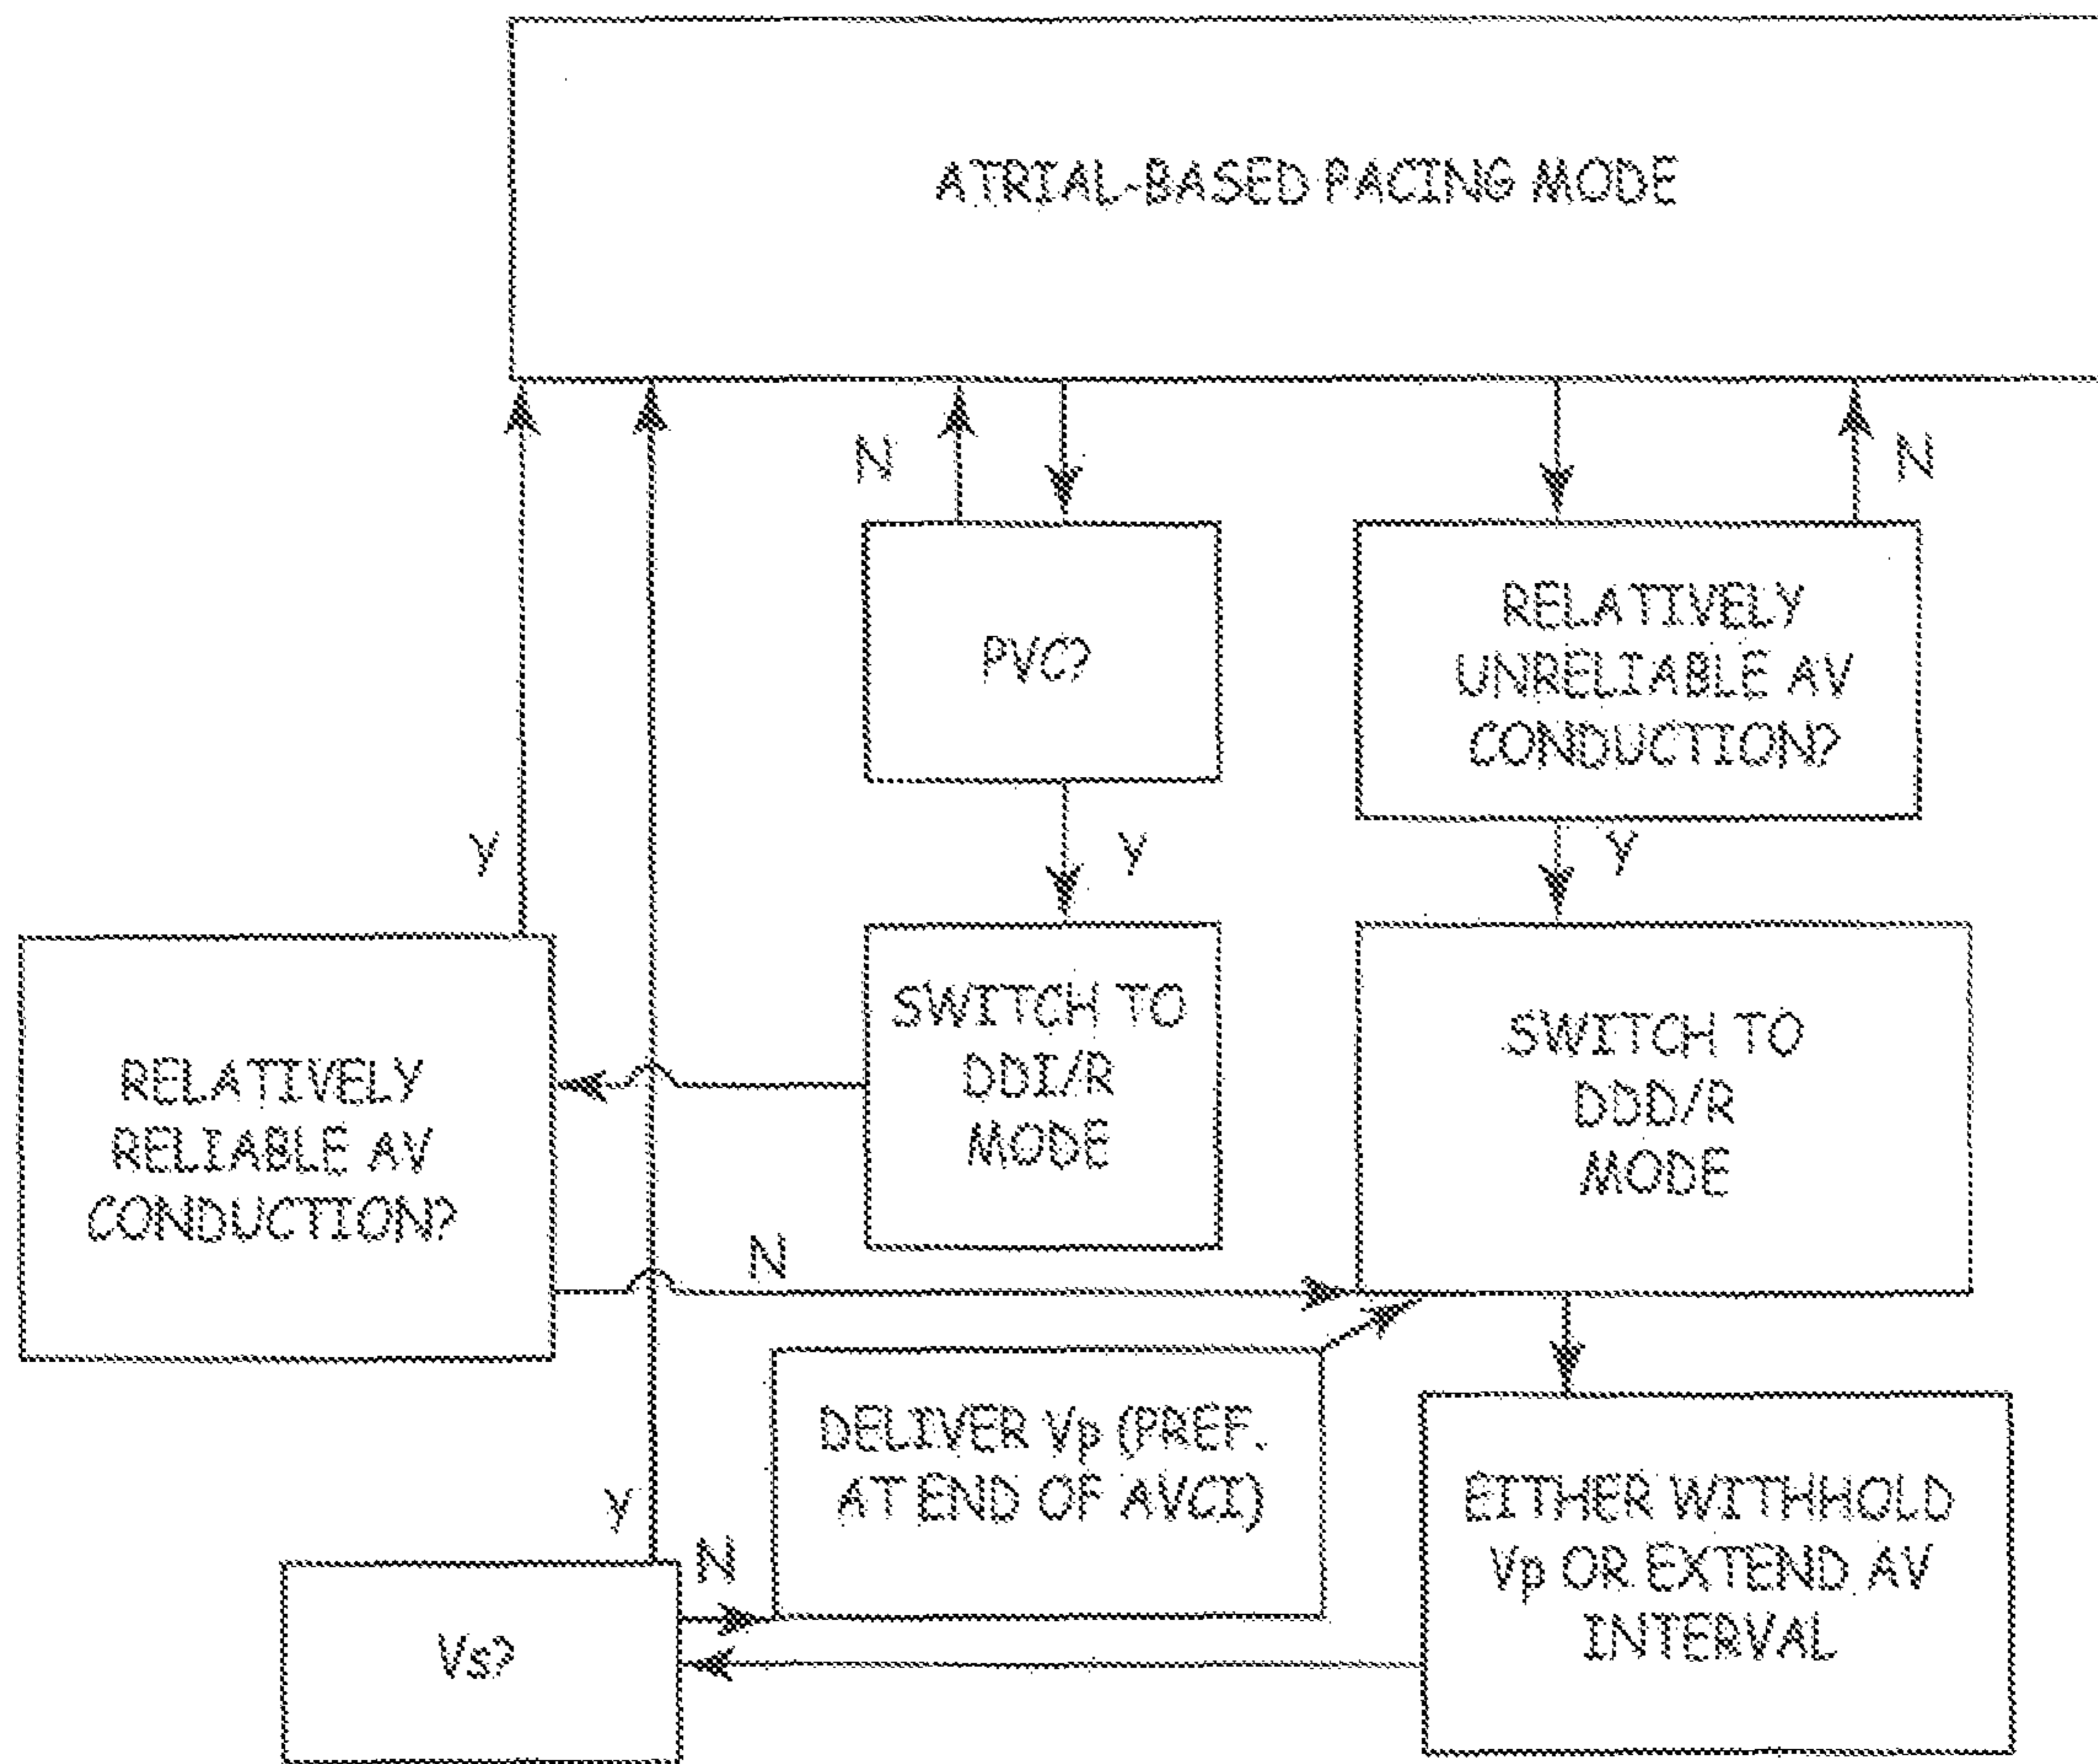 ATRIAL-BASED PACING MODE
N
N
PVC?
RELATIVELY
UNRELIABLE AV
CONDUCTION?
Y
Y
Y
SWITCH TO
DDI/R
MODE
SWITCH TO
DDD/R
MODE
RELATIVELY
RELIABLE AV
CONDUCTION?
N
DELIVER Vp (PREF.
AT END OF AVCI)
EITHER WITHHOLD
Vp OR EXTEND AV
INTERVAL
Y
N
Vs?